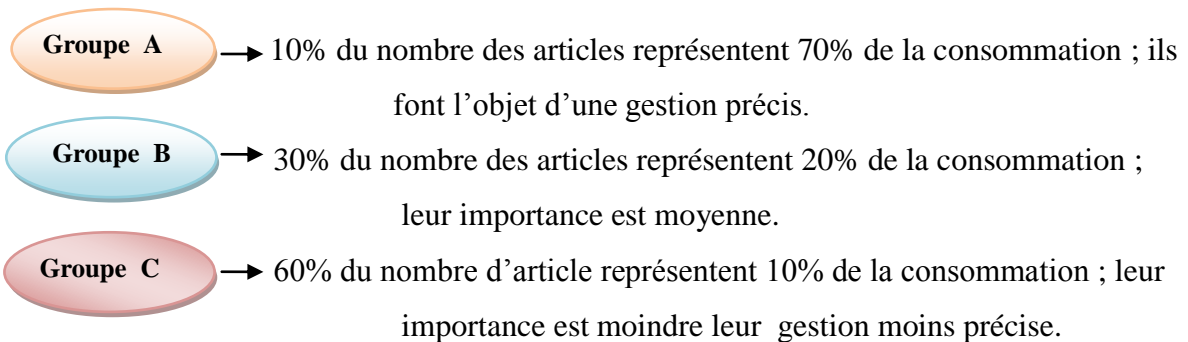 Groupe A 10% du nombre des articles représentent 70% de la consommation ; ils
font l’objet d’une gestion précis.
Groupe B 30% du nombre des articles représentent 20% de la consommation ;
leur importance est moyenne.
Groupe C 60% du nombre d’article représentent 10% de la consommation ; leur
importance est moindre leur gestion moins précise.